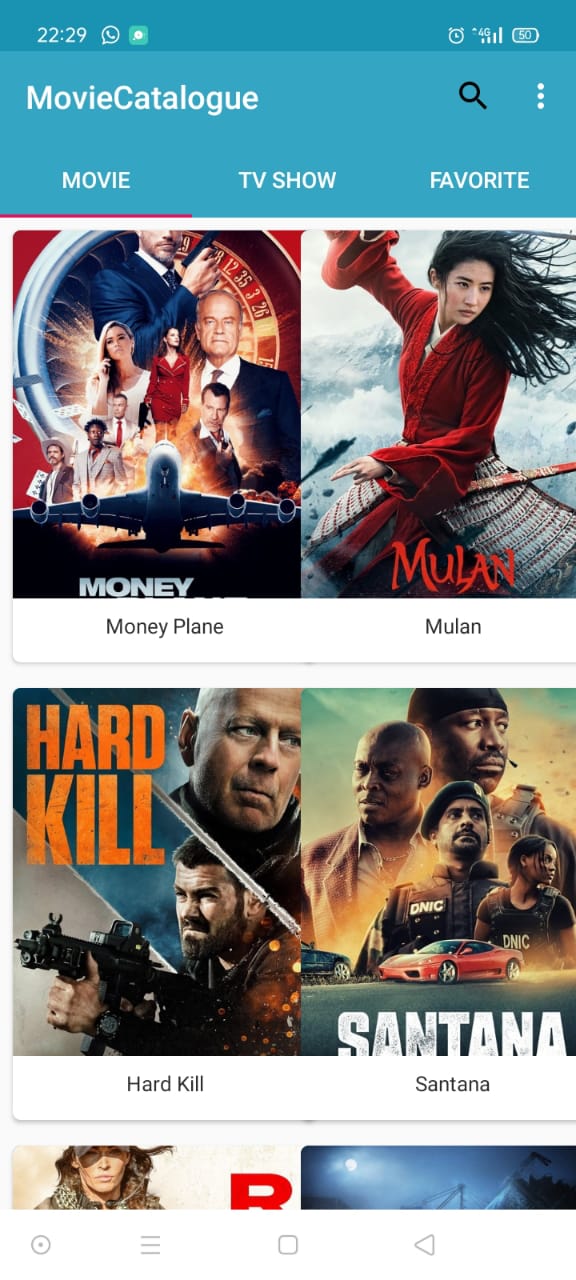 22:29
4G
50
MovieCatalogue
MOVIE
TV SHOW
FAVORITE
MONEY
MULAN
Money Plane
Mulan
HARD
KILL
DNIC
DNIC
SANTANA
Hard Kill
Santana
R